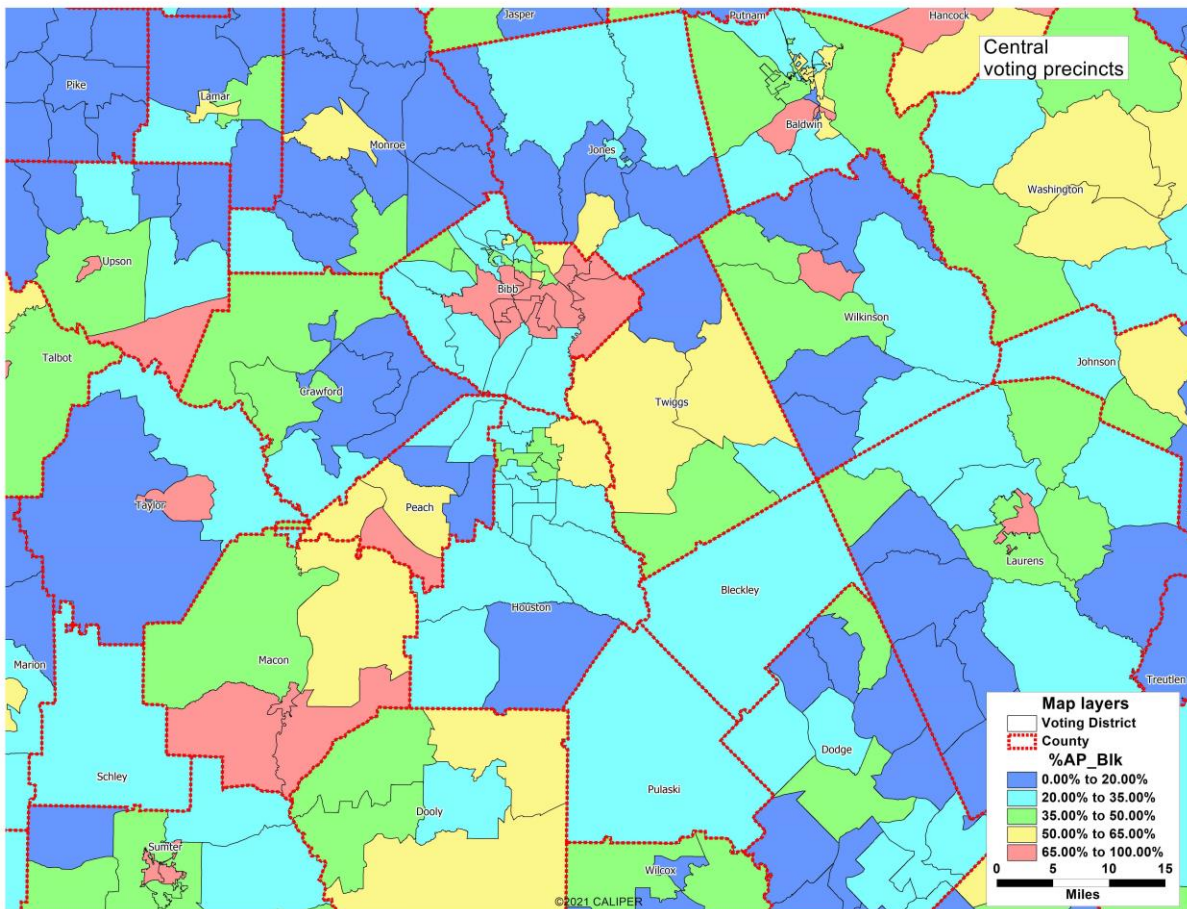 Jasper
Putnam
Hancock
Central
voting precincts
Pike
Lamar
Monroe
Jones
Baldwin
Washington
Upson
Bibb
Wilkinson
Talbot
Johnson
Crawford
Twiggs
Taylor
Peach
Laurens
Bleckley
Houston
Macon
Marion
Treutlen
Schley
Dodge
Pulaski
Dooly
Sumter
Wilcox
©2021 CALIPER
Map layers
Voting District
County
%AP_Blk
0.00% to 20.00%
20.00% to 35.00%
35.00% to 50.00%
50.00% to 65.00%
65.00% to 100.00%
0 5 10 15
Miles